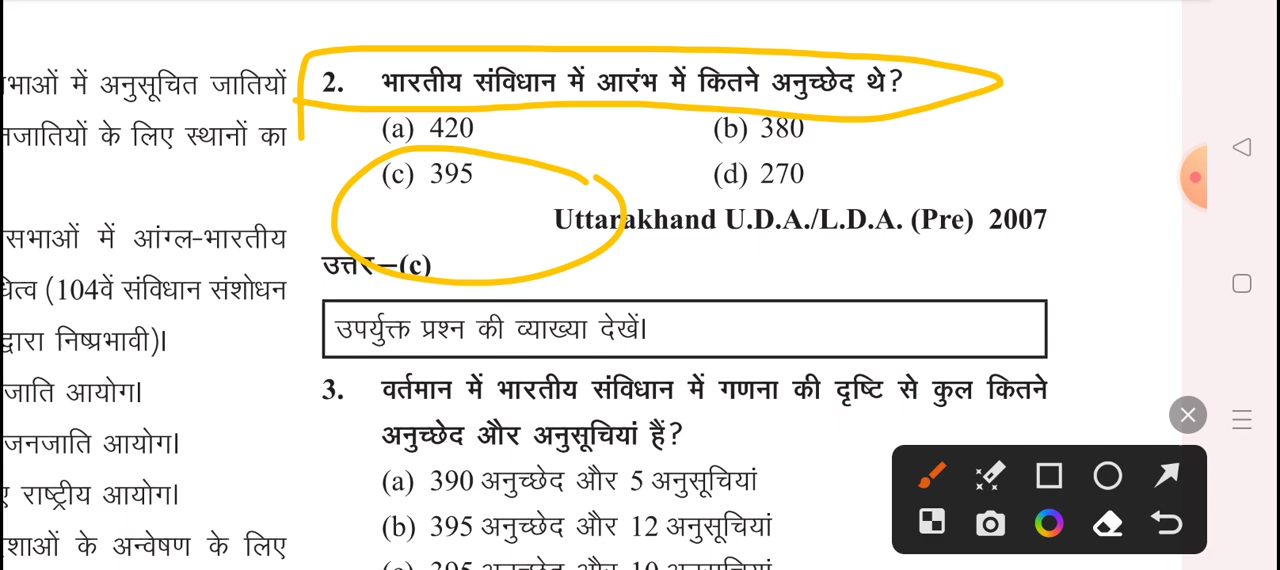 भाओं में अनुसूचित जातियों
नजातियों के लिए स्थानों का
सभाओं में आंग्ल-भारतीय
(104वें संविधान संशोधन
द्वारा निष्प्रभावी)।
जाति आयोग।
जनजाति आयोग।
राष्ट्रीय आयोग।
शाओं के अन्वेषण के लिए
2. भारतीय संविधान में आरंभ में कितने अनुच्छेद थे?
(a) 420 (b) 380
(c) 395 (d) 270
Uttarakhand U.D.A./L.D.A. (Pre) 2007
उत्तर–(c)
उपर्युक्त प्रश्न की व्याख्या देखें।
3. वर्तमान में भारतीय संविधान में गणना की दृष्टि से कुल कितने
अनुच्छेद और अनुसूचियां हैं?
(a) 390 अनुच्छेद और 5 अनुसूचियां
(b) 395 अनुच्छेद और 12 अनुसूचियां